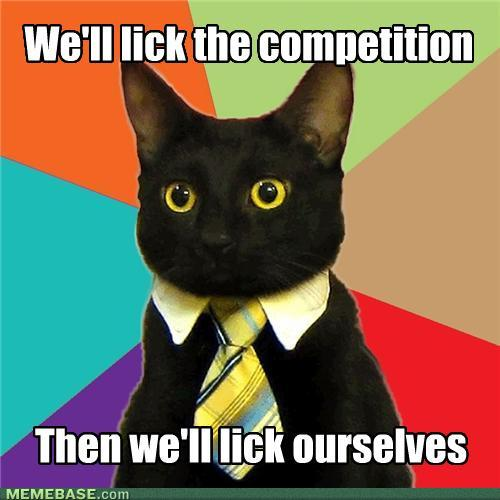 We'll lick the competition
Then we'll lick ourselves
MEMEBASE.com